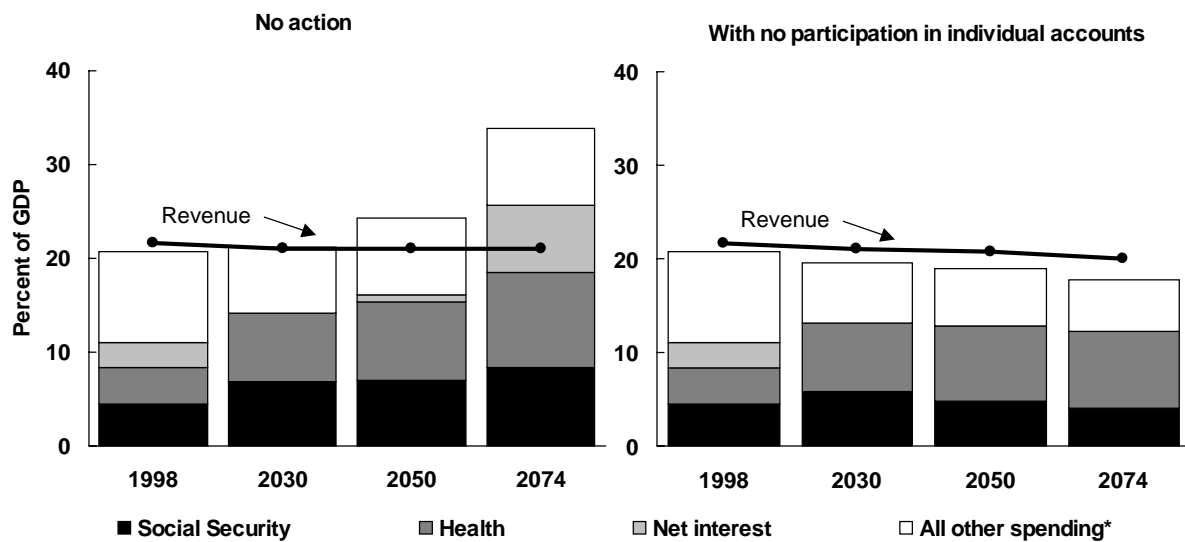 No action
With no participation in individual accounts
Percent of GDP
40
30
20
10
0
Revenue
1998 2030 2050 2074
40
30
20
10
0
Revenue
1998 2030 2050 2074
Social Security Health Net interest All other spending*